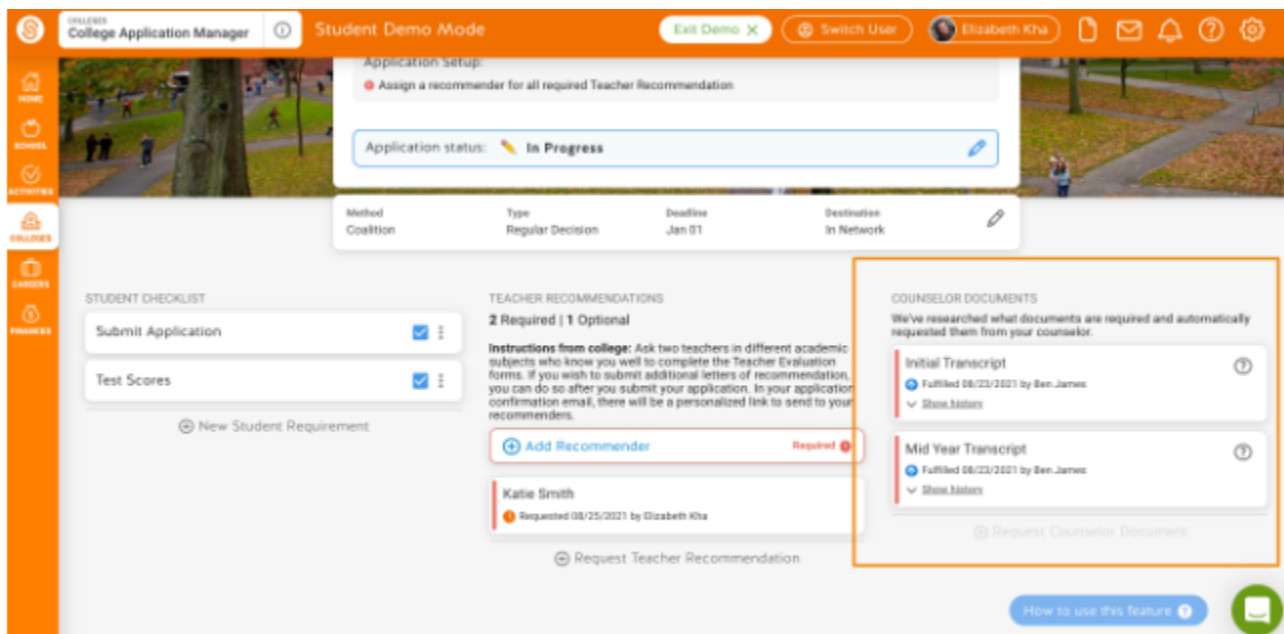 COLLEGES
College Application Manager
Student Demo Mode
Exit Demo X
Switch User
Elizabeth Kha
HOME
SCHOOL
ACTIVITIES
COLLEGES
CAREERS
FINANCES
Application Setup:
Assign a recommender for all required Teacher Recommendation
Application status: In Progress
Method Type Deadline Destination
Coalition Regular Decision Jan 01 In Network
STUDENT CHECKLIST
Submit Application
Test Scores
New Student Requirement
TEACHER RECOMMENDATIONS
2 Required | 1 Optional
Instructions from college: Ask two teachers in different academic
subjects who know you well to complete the Teacher Evaluation
forms. If you wish to submit additional letters of recommendation,
you can do so after you submit your application. In your application
confirmation email, there will be a personalized link to send to your
recommenders.
Add Recommender Required
Katie Smith
Requested 08/25/2021 by Elizabeth Kha
Request Teacher Recommendation
COUNSELOR DOCUMENTS
We've researched what documents are required and automatically
requested them from your counselor.
Initial Transcript
Fulfilled 08/23/2021 by Ben James
Show history
Mid Year Transcript
Fulfilled 08/23/2021 by Ben James
Show history
Request Counselor Document
How to use this feature